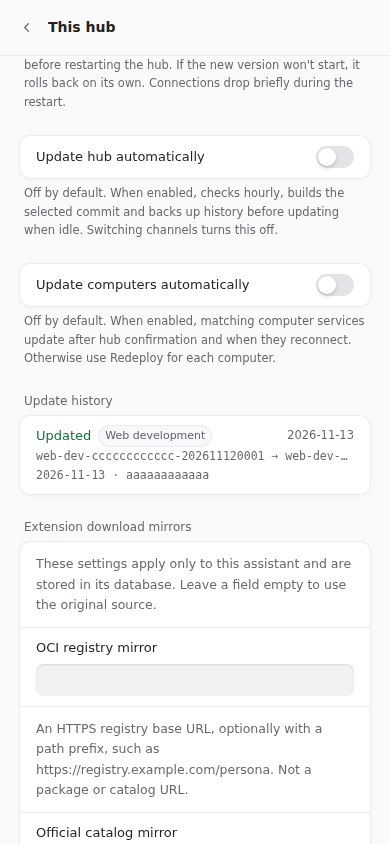 This hub
before restarting the hub. If the new version won't start, it
rolls back on its own. Connections drop briefly during the
restart.
Update hub automatically
Off by default. When enabled, checks hourly, builds the
selected commit and backs up history before updating
when idle. Switching channels turns this off.
Update computers automatically
Off by default. When enabled, matching computer services
update after hub confirmation and when they reconnect.
Otherwise use Redeploy for each computer.
Update history
Updated Web development 2026-11-13
web-dev-cccccccccccc-202611120001 → web-dev-…
2026-11-13 · aaaaaaaaaaaa
Extension download mirrors
These settings apply only to this assistant and are
stored in its database. Leave a field empty to use
the original source.
OCI registry mirror
An HTTPS registry base URL, optionally with a
path prefix, such as
https://registry.example.com/persona. Not a
package or catalog URL.
Official catalog mirror